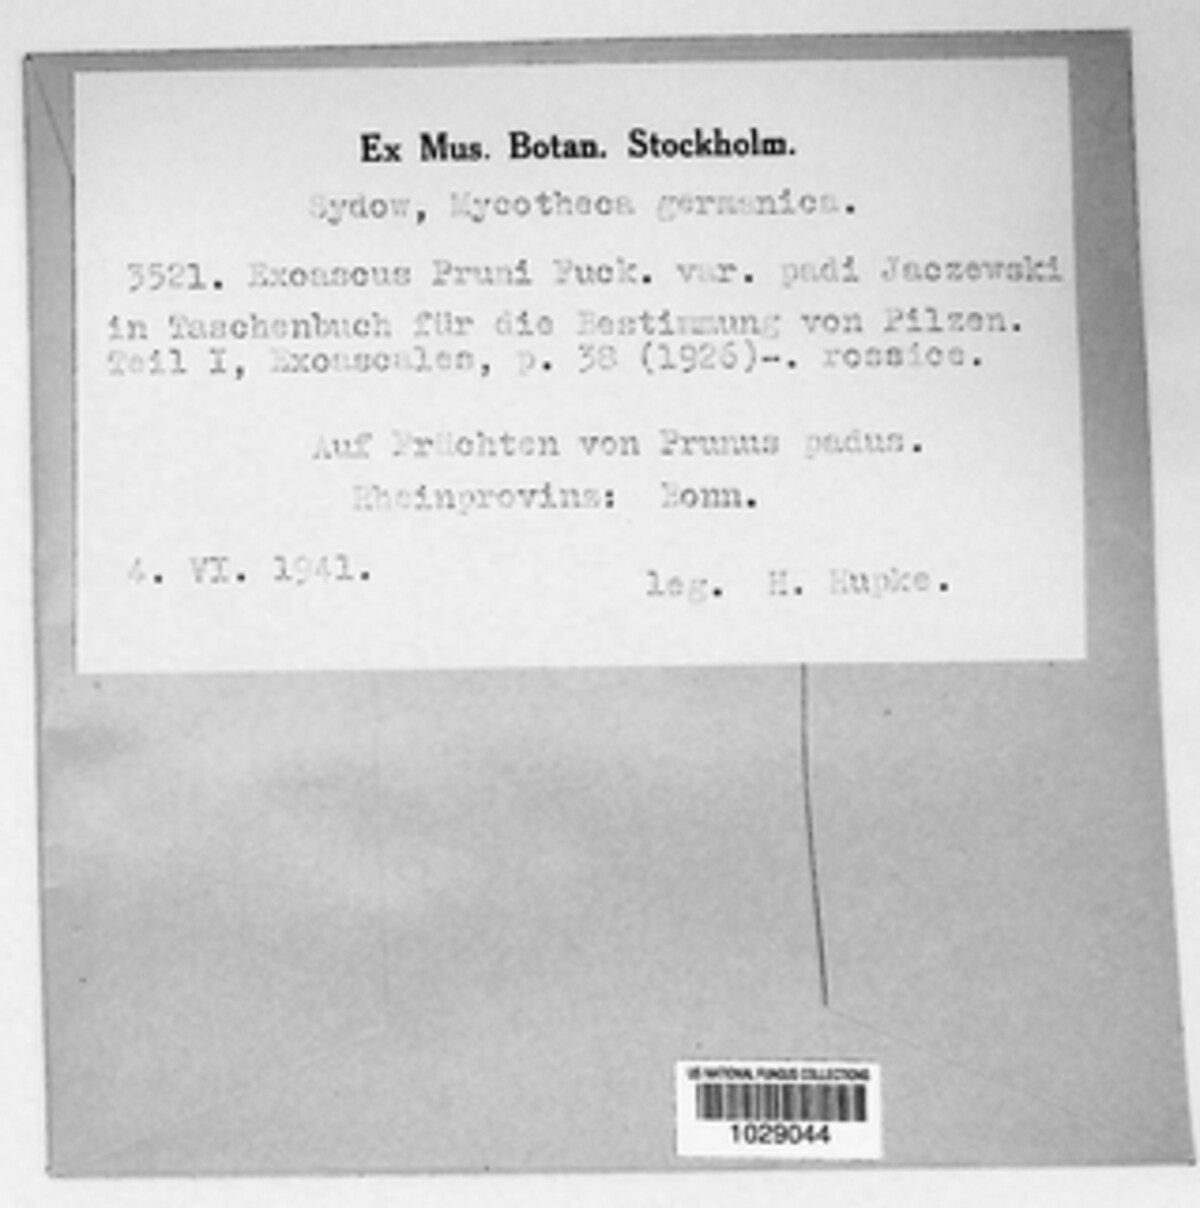 Ex Mus. Botan. Stockholm.
Sydow, Mycotheca germanica.
3521. Exoascus Pruni Fuck. var. padi Jaczewski
in Taschenbuch für die Bestimmung von Pilzen.
Teil I, Exoascales, p. 38 (1926)-. rossice.
Auf Früchten von Prunus padus.
Rheinprovinz: Bonn.
4. VI. 1941.
leg. H. Hupke.
US NATIONAL FUNGUS COLLECTIONS
1029044